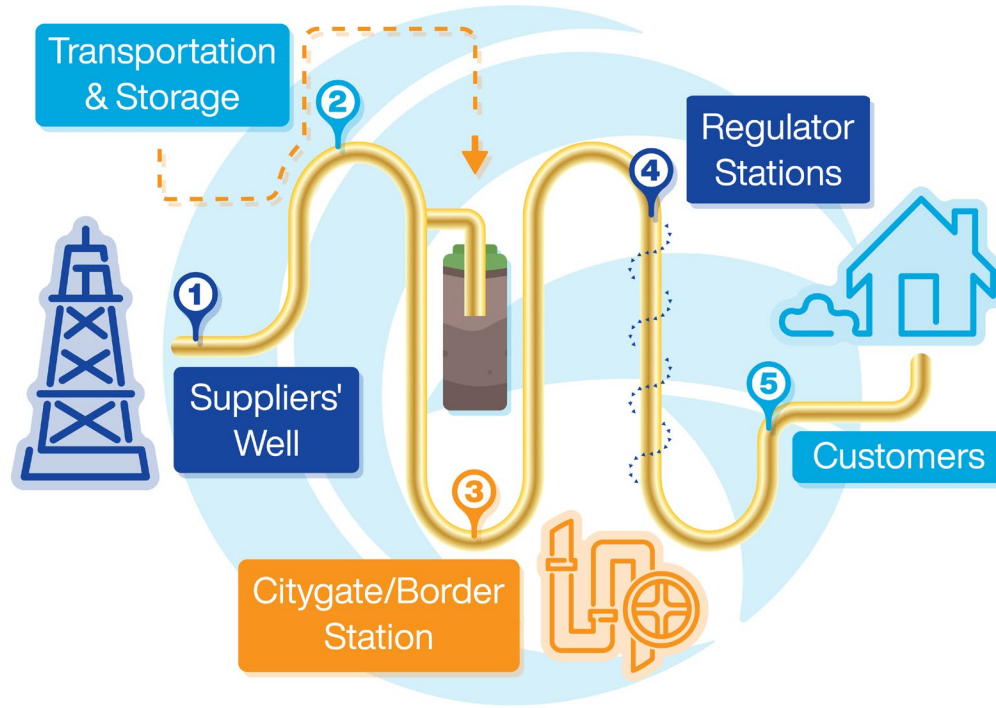 Transportation
& Storage
2
Regulator
Stations
4
1
Suppliers'
Well
5
Customers
3
Citygate/Border
Station